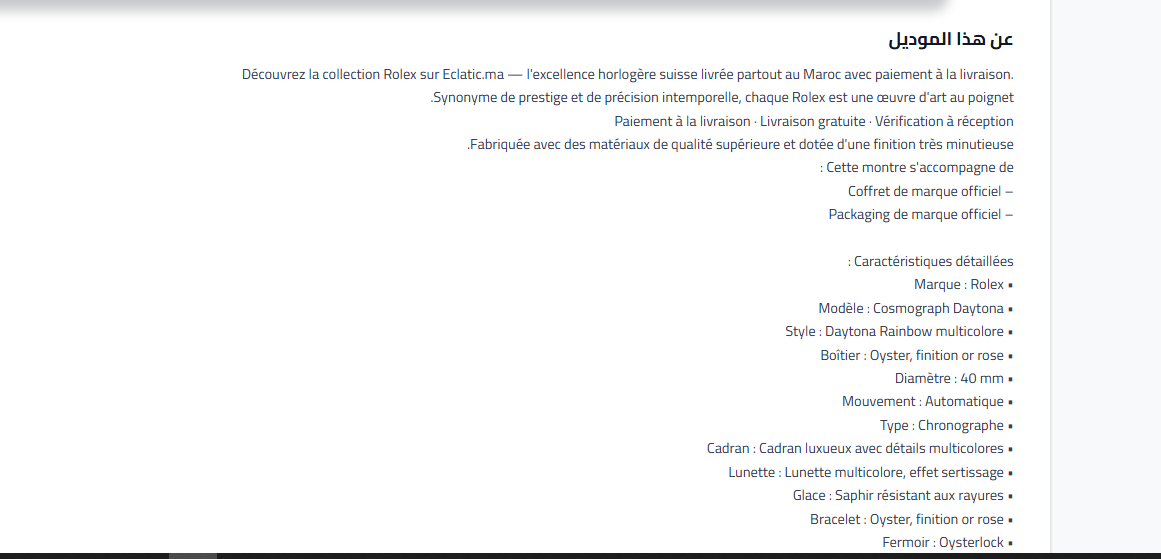 عن هذا الموديل
Découvrez la collection Rolex sur Eclatic.ma — l'excellence horlogère suisse livrée partout au Maroc avec paiement à la livraison.
Synonyme de prestige et de précision intemporelle, chaque Rolex est une œuvre d'art au poignet.
Paiement à la livraison · Livraison gratuite · Vérification à réception
Fabriquée avec des matériaux de qualité supérieure et dotée d'une finition très minutieuse.
Cette montre s'accompagne de :
– Coffret de marque officiel
– Packaging de marque officiel
Caractéristiques détaillées :
▪ Marque : Rolex
▪ Modèle : Cosmograph Daytona
▪ Style : Daytona Rainbow multicolore
▪ Boîtier : Oyster, finition or rose
▪ Diamètre : 40 mm
▪ Mouvement : Automatique
▪ Type : Chronographe
▪ Cadran : Cadran luxueux avec détails multicolores
▪ Lunette : Lunette multicolore, effet sertissage
▪ Glace : Saphir résistant aux rayures
▪ Bracelet : Oyster, finition or rose
▪ Fermoir : Oysterlock